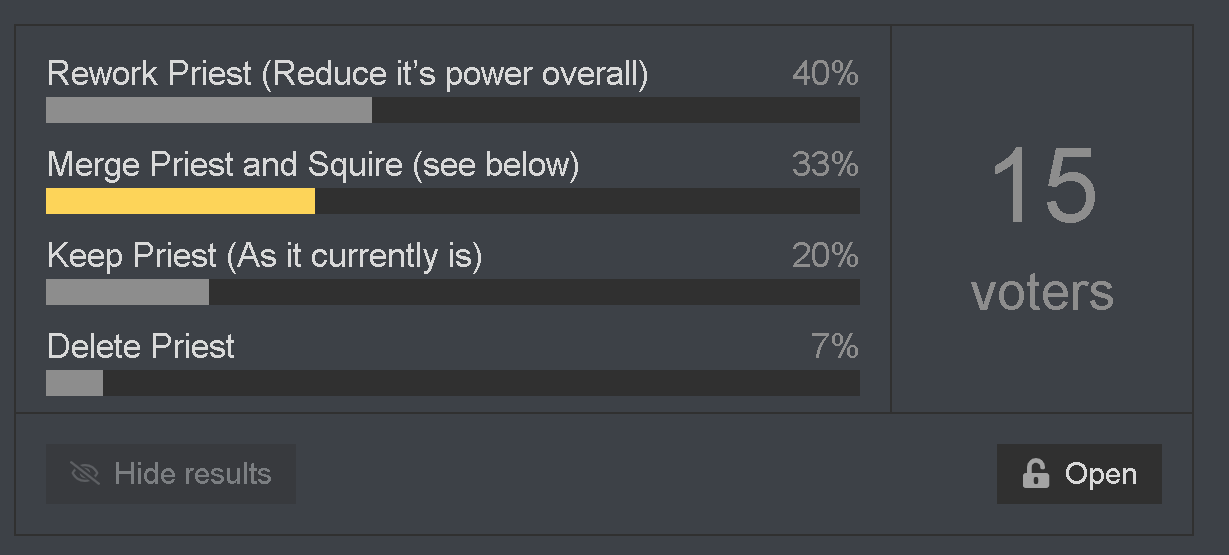 Rework Priest (Reduce it’s power overall) 40%
Merge Priest and Squire (see below) 33%
Keep Priest (As it currently is) 20%
Delete Priest 7%
15
voters
Hide results
Open